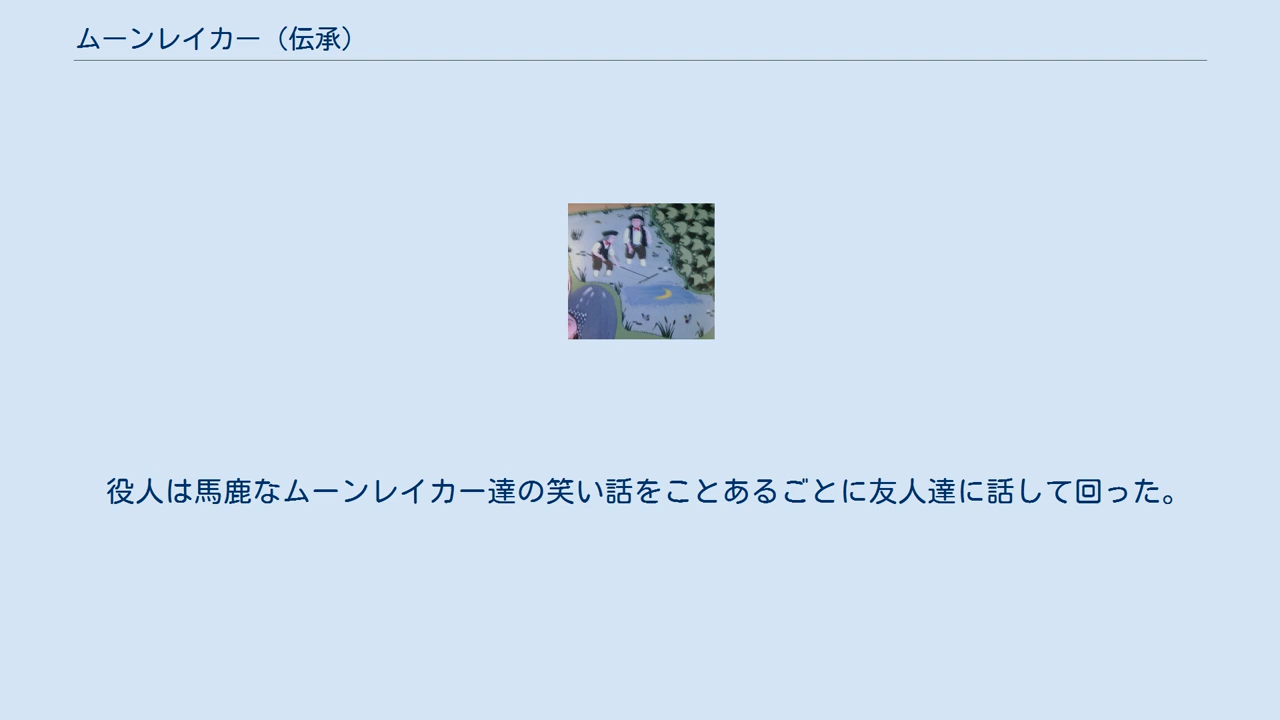 ムーンレイカー（伝承）
役人は馬鹿なムーンレイカー達の笑い話をことあるごとに友人達に話して回った。